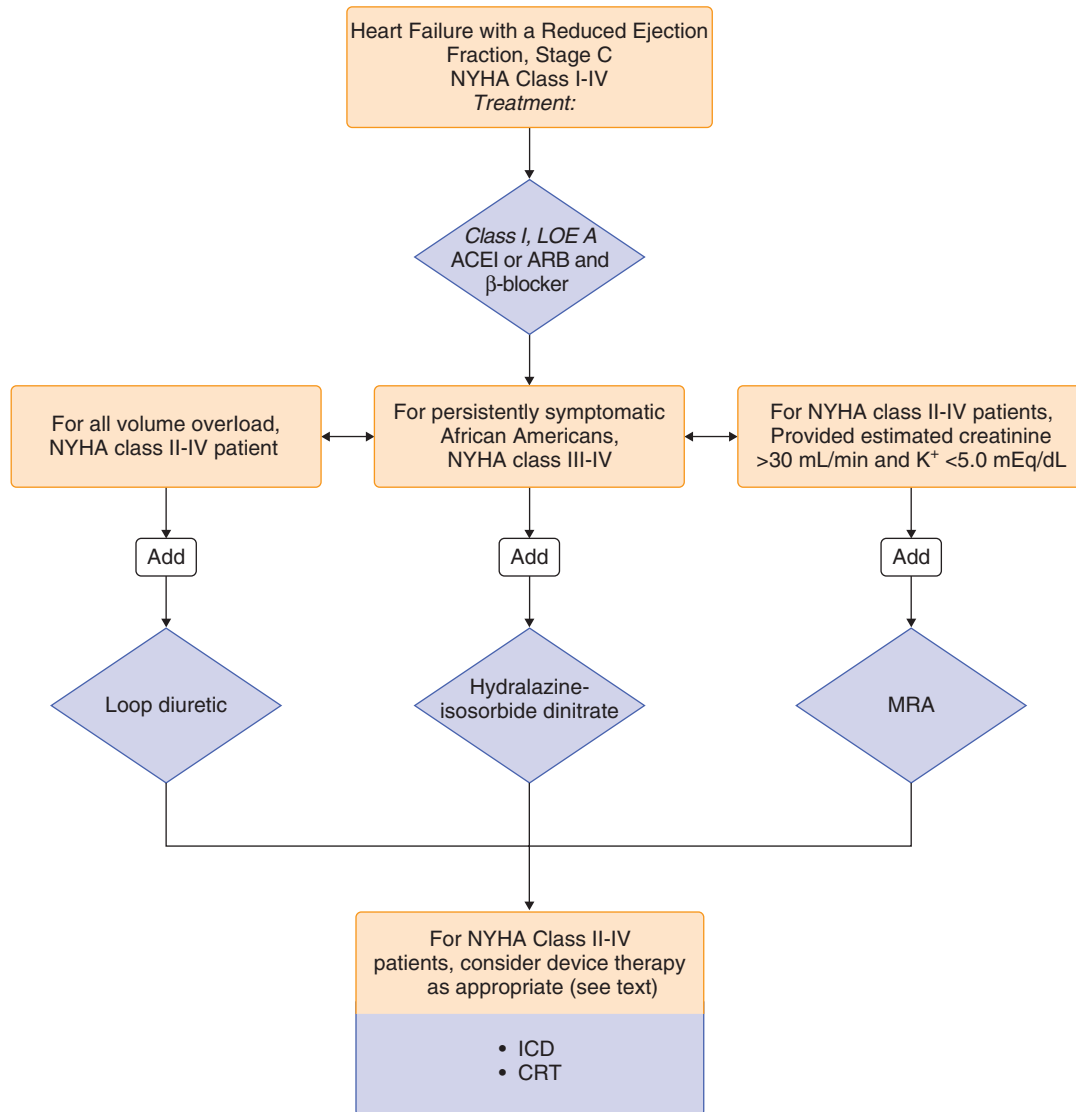 Heart Failure with a Reduced Ejection
Fraction, Stage C
NYHA Class I-IV
Treatment:
Class I, LOE A
ACEI or ARB and
β-blocker
For all volume overload,
NYHA class II-IV patient
For persistently symptomatic
African Americans,
NYHA class III-IV
For NYHA class II-IV patients,
Provided estimated creatinine
>30 mL/min and K⁺ <5.0 mEq/dL
Add
Add
Add
Loop diuretic
Hydralazine-
isosorbide dinitrate
MRA
For NYHA Class II-IV
patients, consider device therapy
as appropriate (see text)
• ICD
• CRT